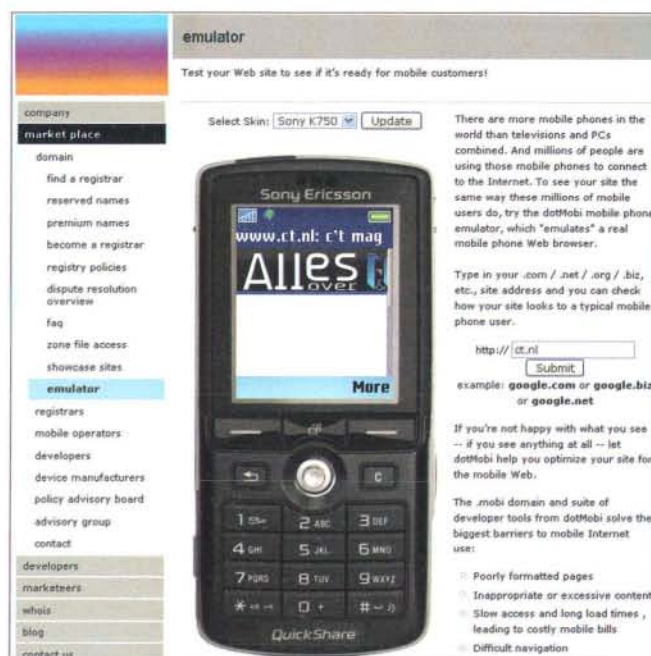 emulator
Test your Web site to see if it's ready for mobile customers!
company
market place
domain
find a registrar
reserved names
premium names
become a registrar
registry policies
dispute resolution
overview
faq
zone file access
showcase sites
emulator
registrars
mobile operators
developers
device manufacturers
policy advisory board
advisory group
contact
developers
marketeers
whois
blog
contact us
Select Skin: Sony K750 Update
Sony Ericsson
www.ct.nl: c't mag
Alles
over
More
C
1
2 ABC
3 DEF
4 GHI
5 JKL
6 MNO
7 PQRS
8 TUV
9 WXYZ
*
0 +
#
QuickShare
There are more mobile phones in the
world than televisions and PCs
combined. And millions of people are
using those mobile phones to connect
to the Internet. To see your site the
same way these millions of mobile
users do, try the dotMobi mobile phone
emulator, which "emulates" a real
mobile phone Web browser.
Type in your .com / .net / .org / .biz,
etc., site address and you can check
how your site looks to a typical mobile
phone user.
http:// ct.nl
Submit
example: google.com or google.biz
or google.net
If you're not happy with what you see
-- if you see anything at all -- let
dotMobi help you optimize your site for
the mobile Web.
The .mobi domain and suite of
developer tools from dotMobi solve the
biggest barriers to mobile Internet
use:
Poorly formatted pages
Inappropriate or excessive content
Slow access and long load times ,
leading to costly mobile bills
Difficult navigation